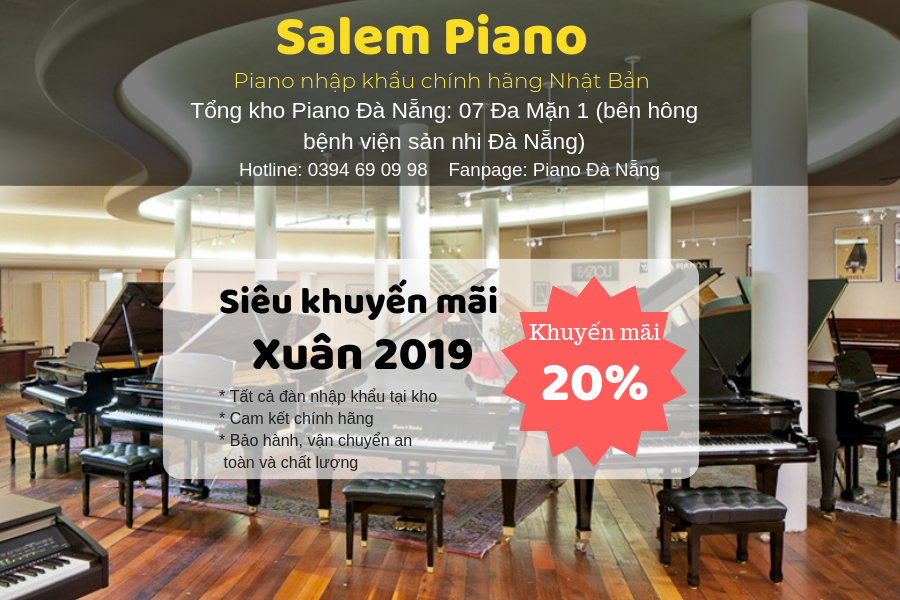 Salem Piano
Piano nhập khẩu chính hãng Nhật Bản
Tổng kho Piano Đà Nẵng: 07 Đa Mặn 1 (bên hông
bệnh viện sản nhi Đà Nẵng)
Hotline: 0394 69 09 98    Fanpage: Piano Đà Nẵng
FAZIOLI
PIANOS
Siêu khuyến mãi
Xuân 2019
* Tất cả đàn nhập khẩu tại kho
* Cam kết chính hãng
* Bảo hành, vận chuyển an
toàn và chất lượng
Khuyến mãi
20%